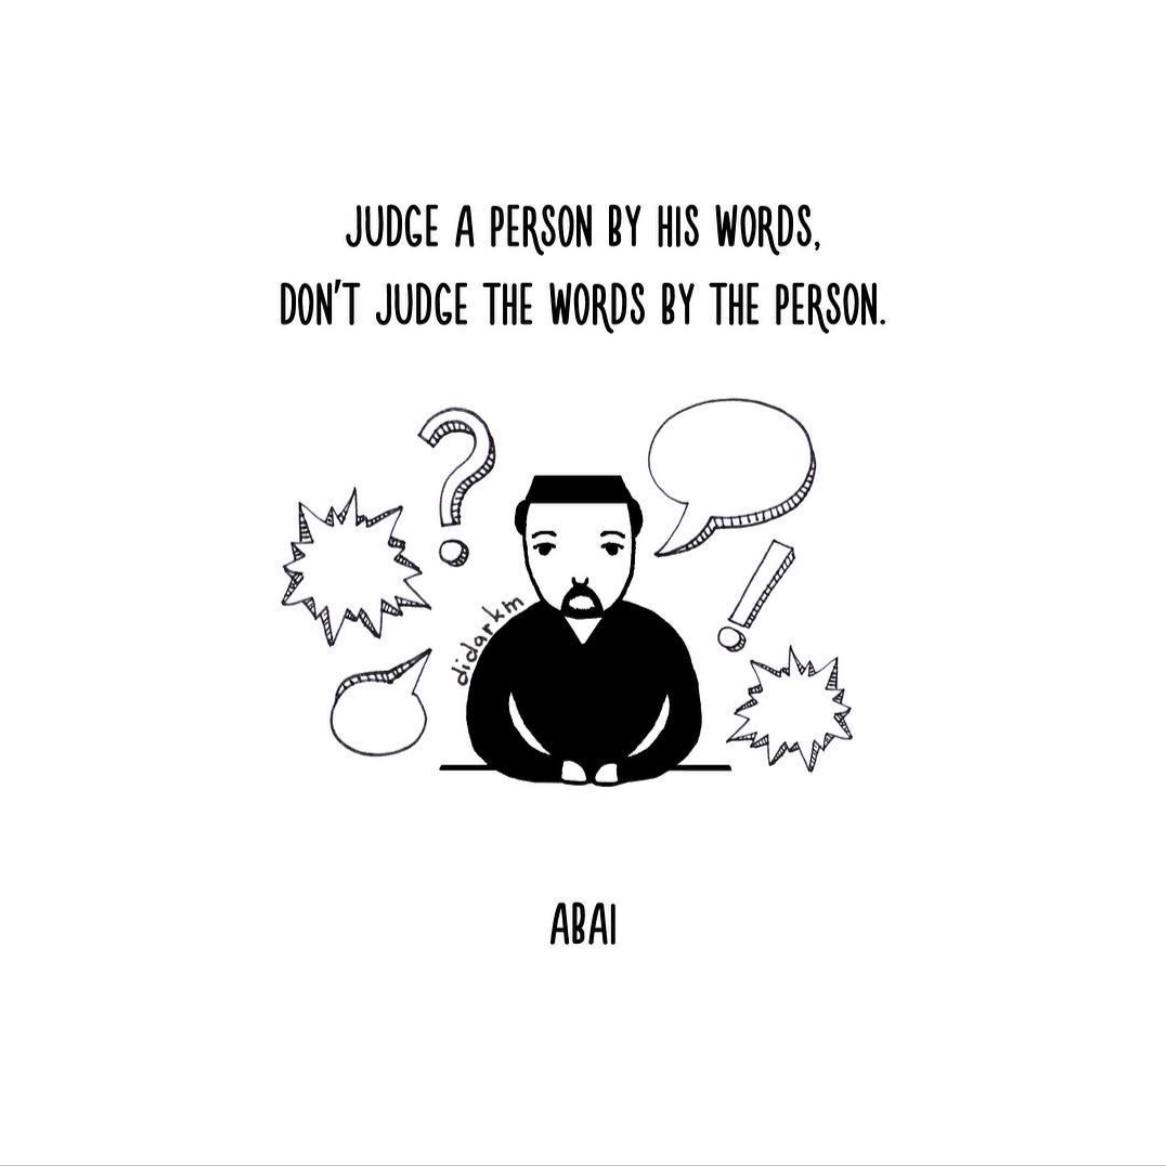 JUDGE A PERSON BY HIS WORDS,
DON'T JUDGE THE WORDS BY THE PERSON.
didarkm
ABAI